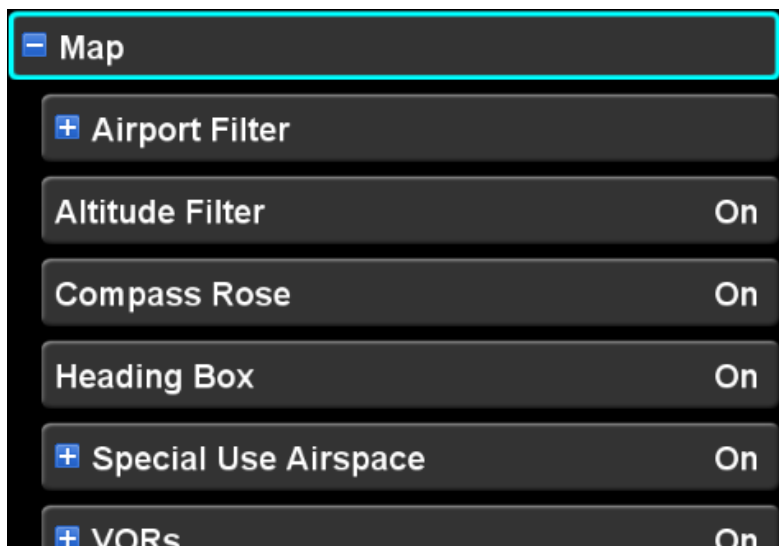 Map
Airport Filter
Altitude Filter On
Compass Rose On
Heading Box On
Special Use Airspace On
VORs On